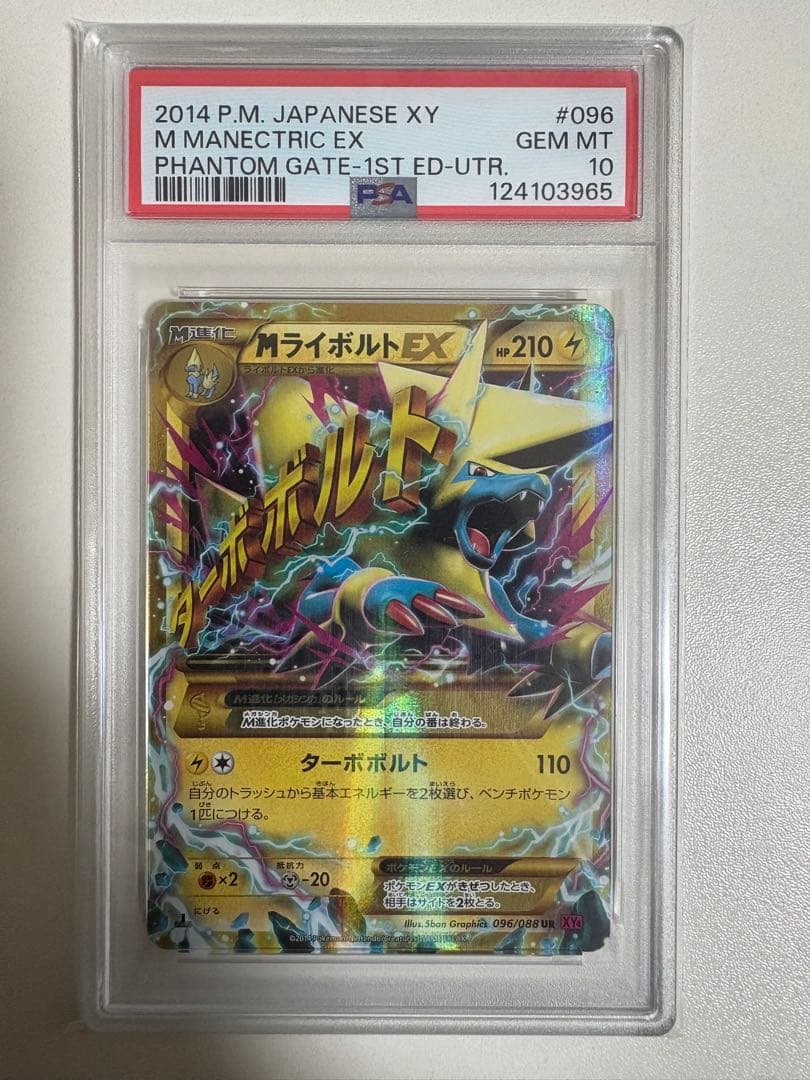 2014 P.M. JAPANESE XY #096
M MANECTRIC EX GEM MT
PHANTOM GATE-1ST ED-UTR. 10
PSA 124103965
M進化
MライボルトEX HP210
ライボルトEXから進化
ターボボルト
M進化(メガシンカ)のルール
M進化ポケモンになったとき、自分の番は終わる。
ターボボルト 110
自分のトラッシュから基本エネルギーを2枚選び、ベンチポケモン
1匹につける。
弱点 抵抗力
×2 -20
ポケモンEXのルール
ポケモンEXがきぜつしたとき、
相手はサイドを2枚とる。
にげる
Illus. 5ban Graphics 096/088 UR XY4